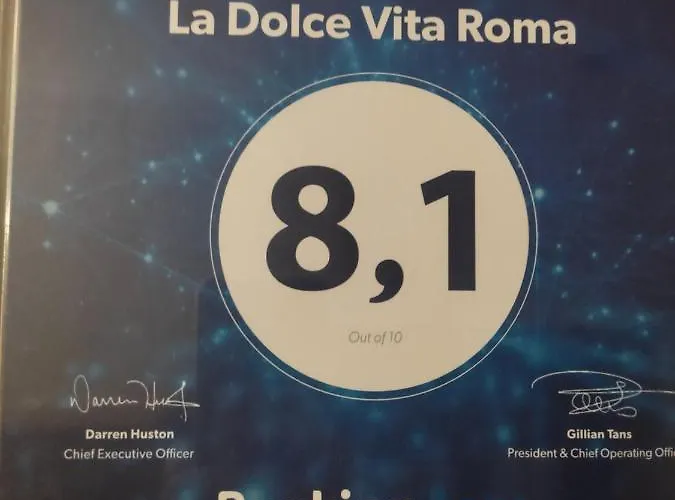 La Dolce Vita Roma
8,1
Out of 10
Darren Huston
Chief Executive Officer
Gillian Tans
President & Chief Operating